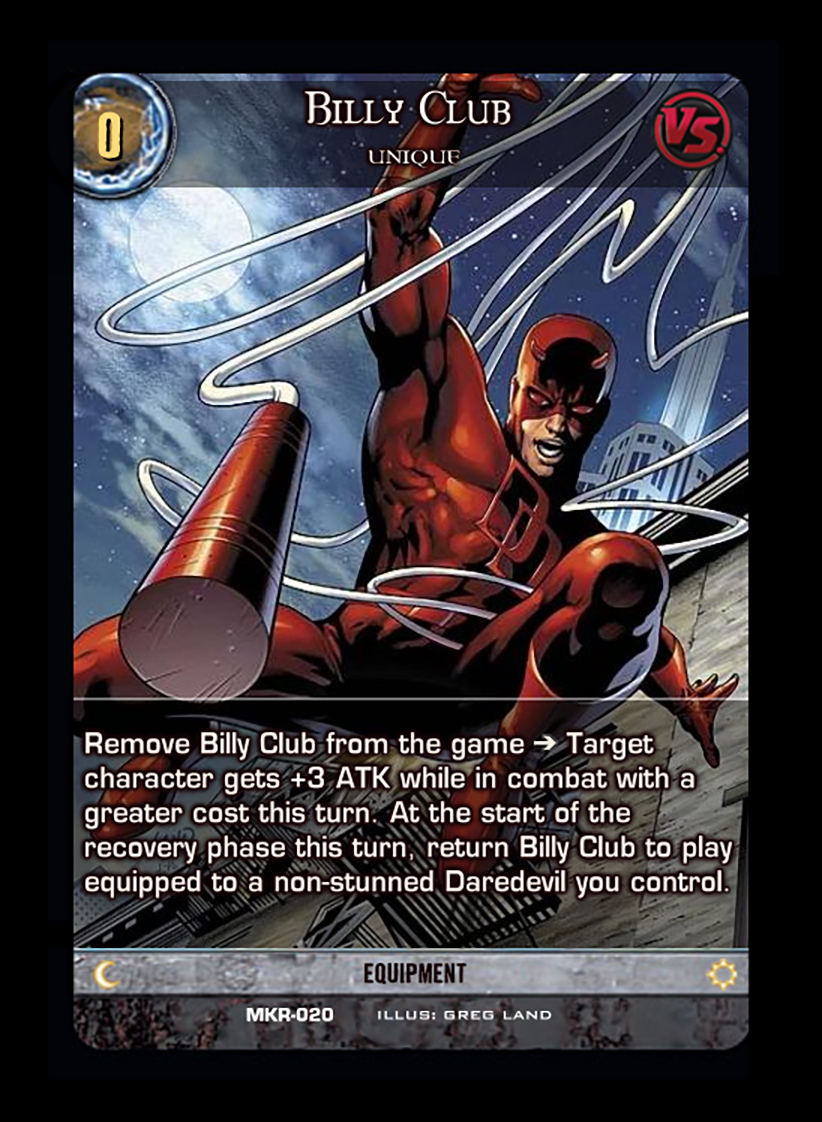 0
BILLY CLUB
VS.
UNIQUE
Remove Billy Club from the game → Target
character gets +3 ATK while in combat with a
greater cost this turn. At the start of the
recovery phase this turn, return Billy Club to play
equipped to a non-stunned Daredevil you control.
EQUIPMENT
MKR-020 ILLUS: GREG LAND